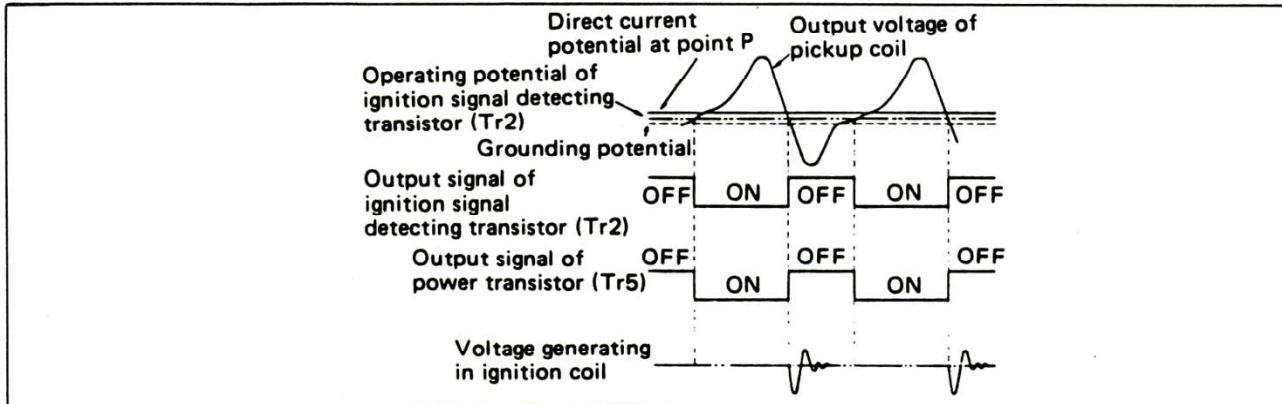 Direct current
potential at point P
Output voltage of
pickup coil
Operating potential of
ignition signal detecting
transistor (Tr2)
Grounding potential
Output signal of
ignition signal
detecting transistor (Tr2)
OFF ON OFF ON OFF
Output signal of
power transistor (Tr5)
OFF ON OFF ON OFF
Voltage generating
in ignition coil